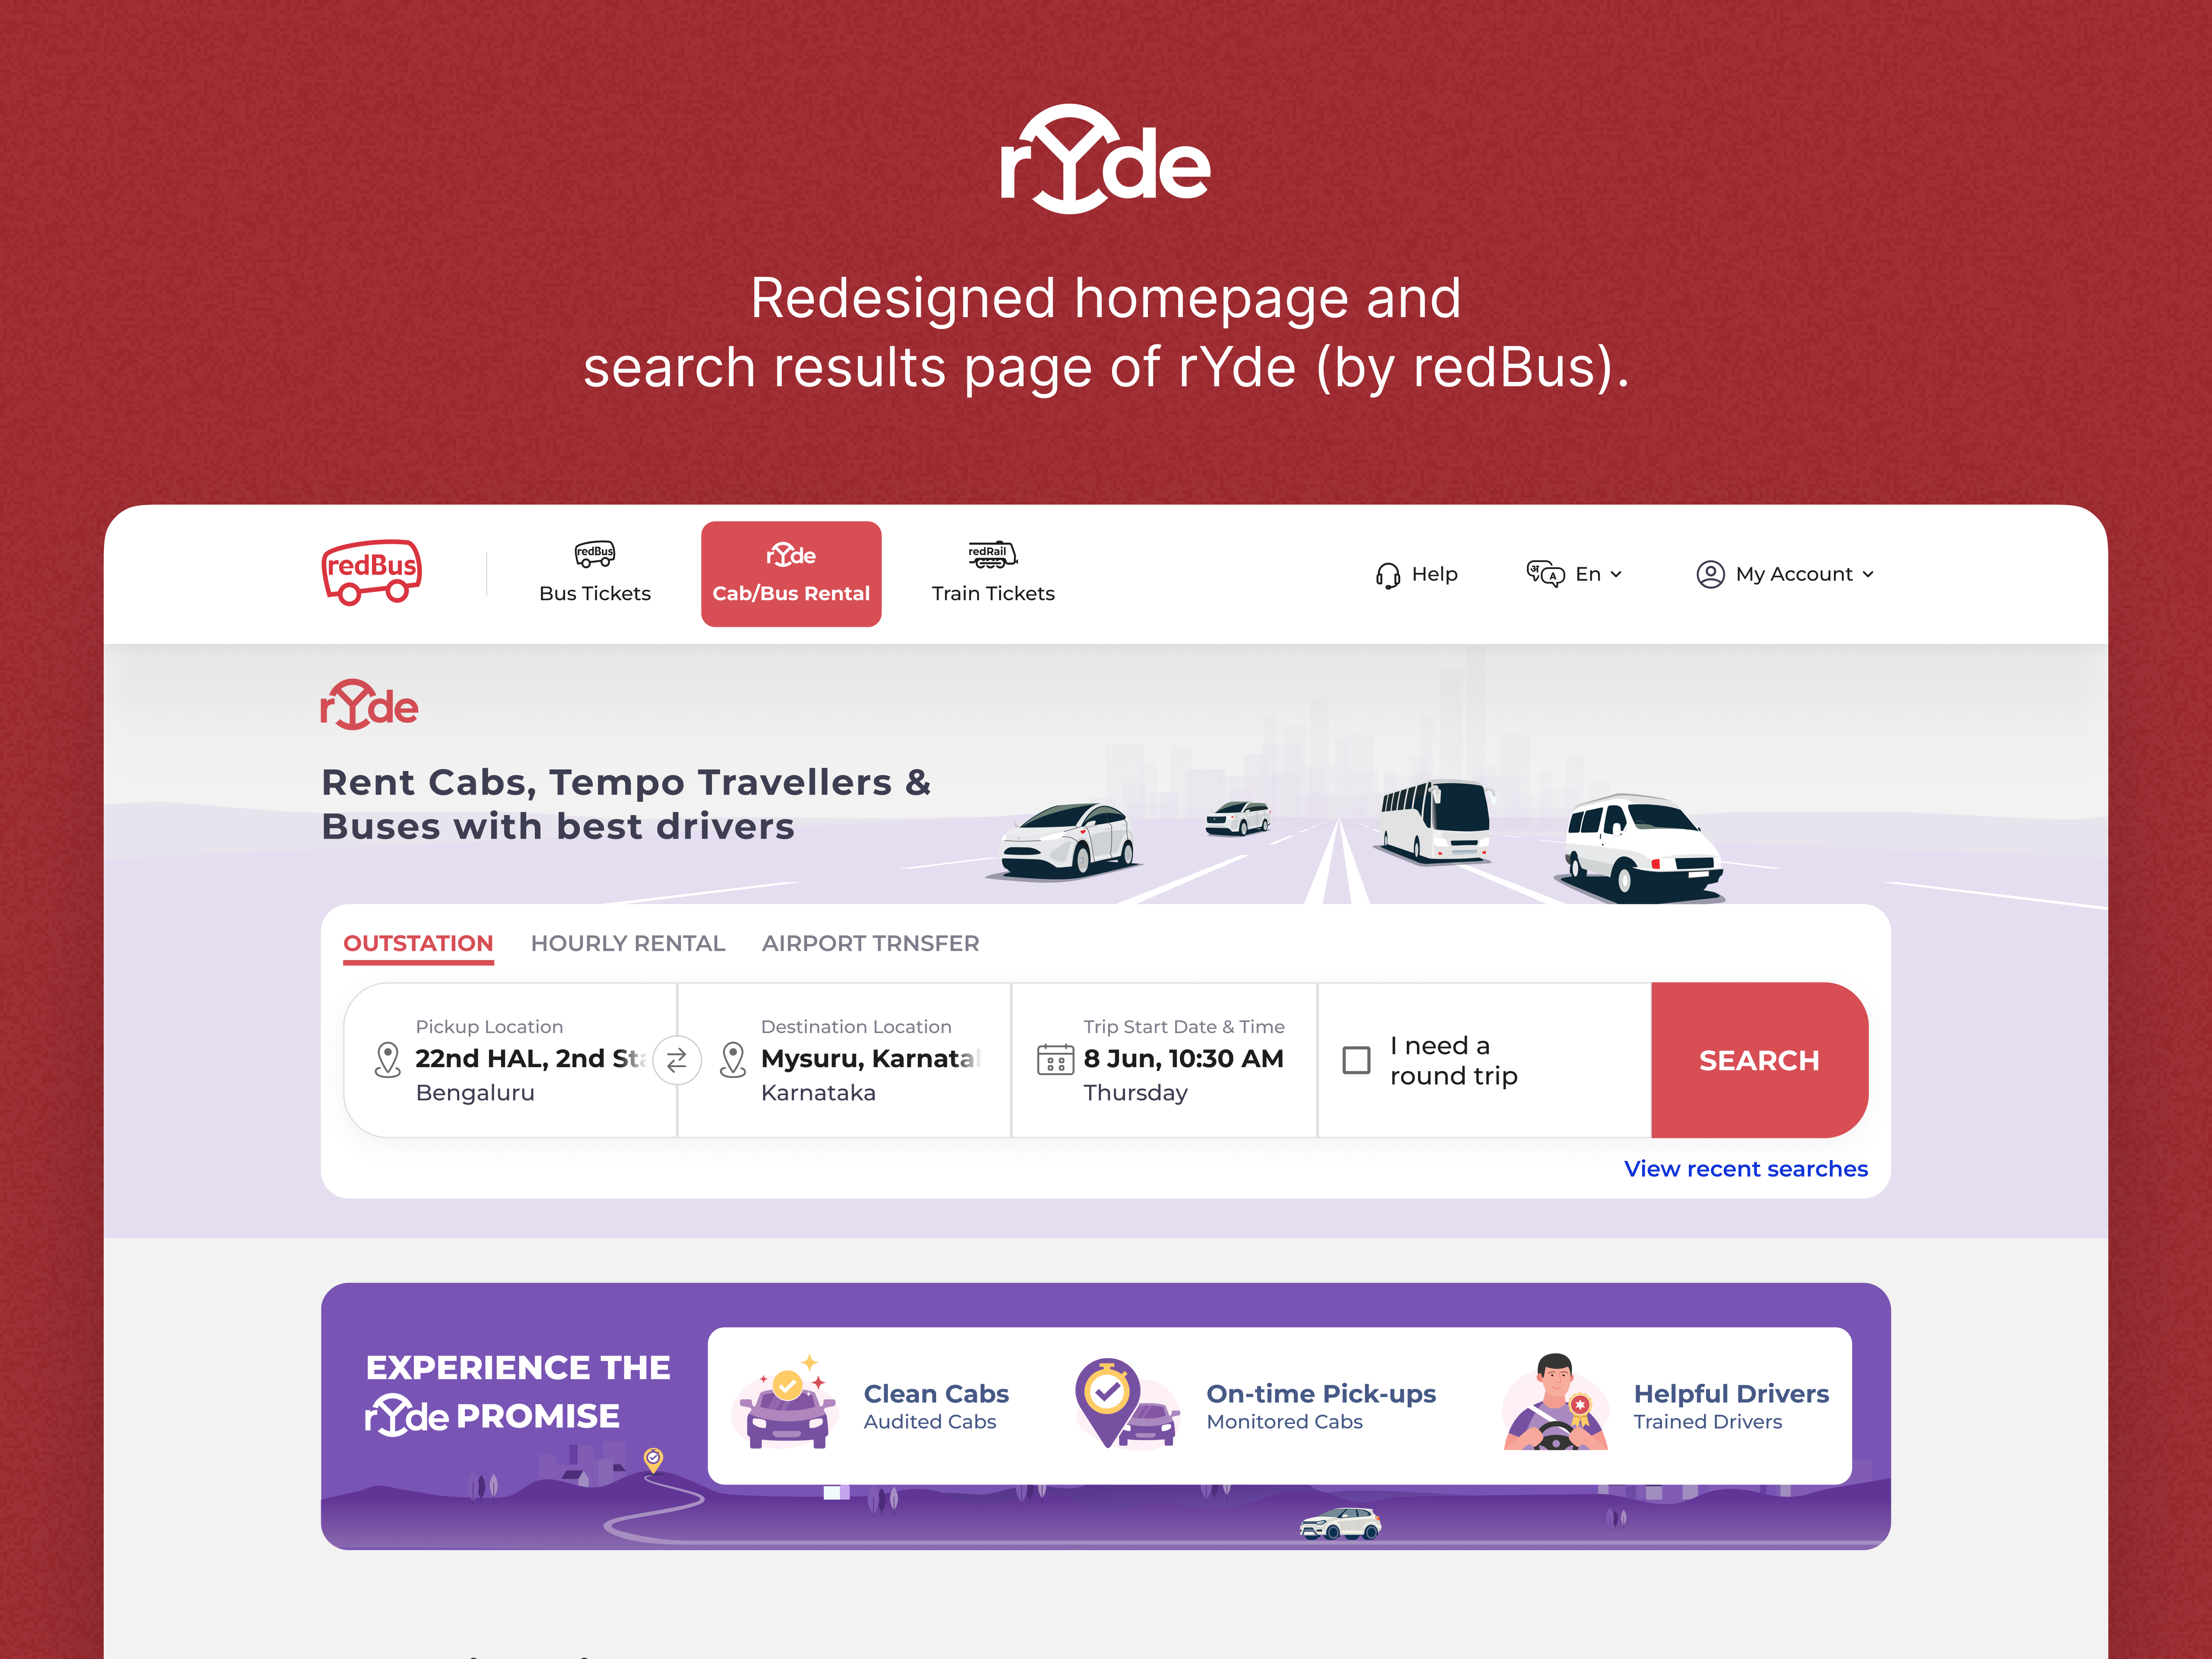 rYde
Redesigned homepage and
search results page of rYde (by redBus).
redBus
redBus
Bus Tickets
rYde
Cab/Bus Rental
redRail
Train Tickets
Help
अ A
En
My Account
rYde
Rent Cabs, Tempo Travellers &
Buses with best drivers
OUTSTATION
HOURLY RENTAL
AIRPORT TRNSFER
Pickup Location
22nd HAL, 2nd Sta
Bengaluru
Destination Location
Mysuru, Karnatal
Karnataka
Trip Start Date & Time
8 Jun, 10:30 AM
Thursday
I need a
round trip
SEARCH
View recent searches
EXPERIENCE THE
rYde PROMISE
Clean Cabs
Audited Cabs
On-time Pick-ups
Monitored Cabs
Helpful Drivers
Trained Drivers